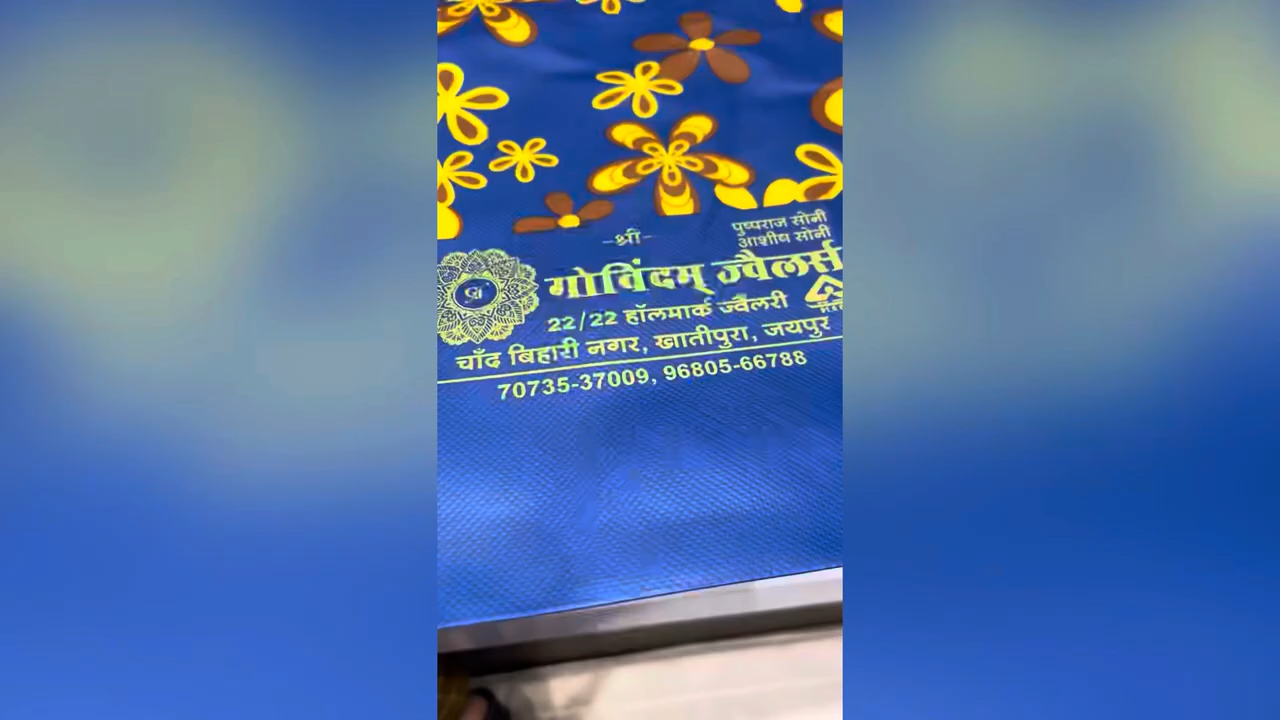 पुष्पराज सोनी
आशीष सोनी
श्री
गोविंदम् ज्वैलर्स
22/22 हॉलमार्क ज्वैलरी
चाँद बिहारी नगर, खातीपुरा, जयपुर
70735-37009, 96805-66788